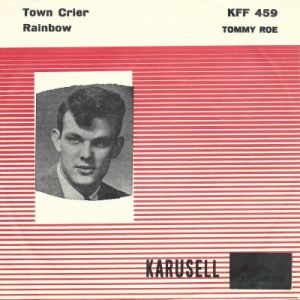 Town Crier KFF 459
Rainbow TOMMY ROE
KARUSELL